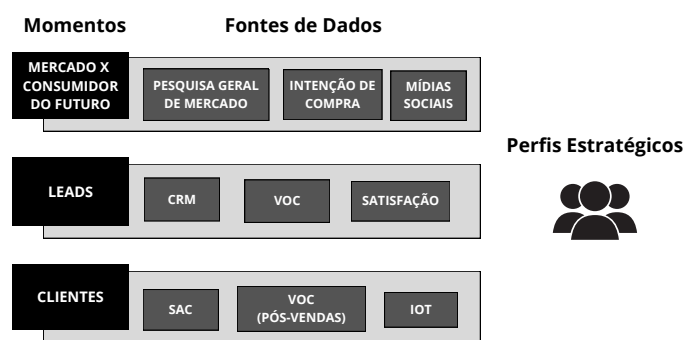 Momentos
Fontes de Dados
MERCADO X
CONSUMIDOR
DO FUTURO
PESQUISA GERAL
DE MERCADO
INTENÇÃO DE
COMPRA
MÍDIAS
SOCIAIS
Perfis Estratégicos
LEADS
CRM
VOC
SATISFAÇÃO
CLIENTES
SAC
VOC
(PÓS-VENDAS)
IOT